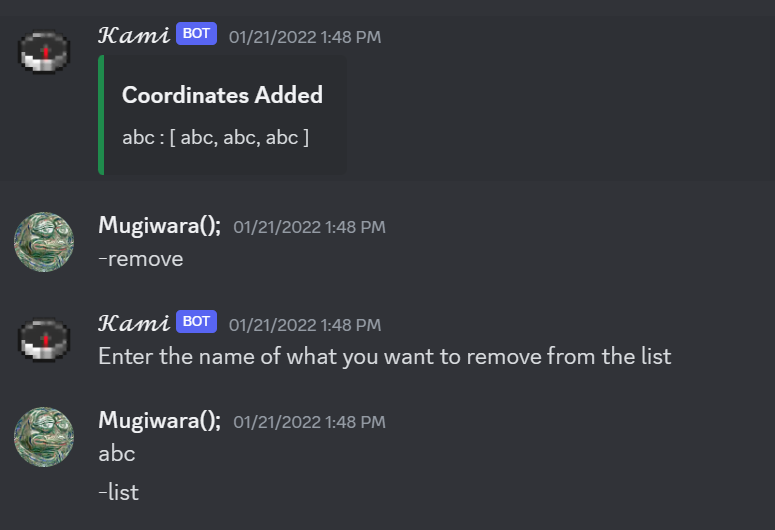 𝓚𝓪𝓶𝓲 BOT 01/21/2022 1:48 PM
Coordinates Added
abc : [ abc, abc, abc ]
Mugiwara(); 01/21/2022 1:48 PM
-remove
𝓚𝓪𝓶𝓲 BOT 01/21/2022 1:48 PM
Enter the name of what you want to remove from the list
Mugiwara(); 01/21/2022 1:48 PM
abc
-list